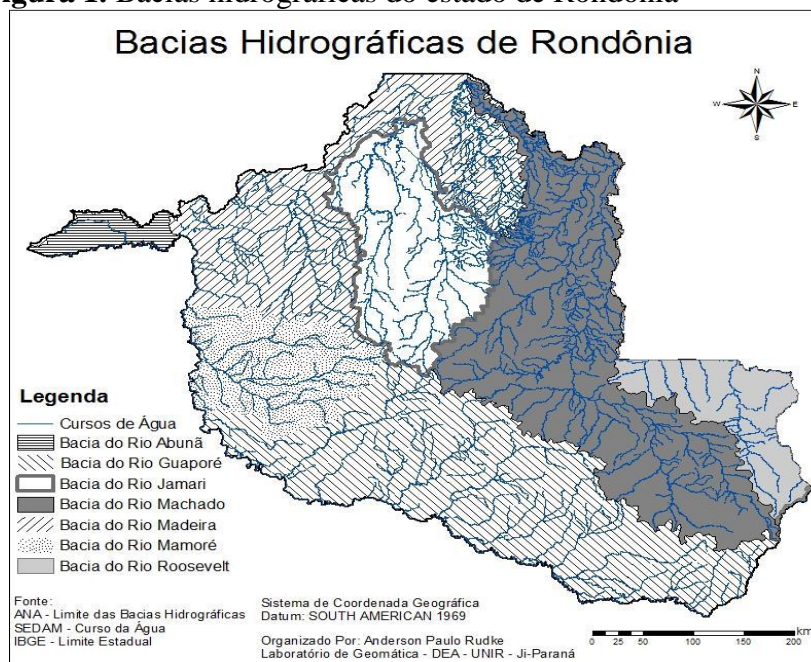 igura 1. Bacias hidrográficas do estado de Rondônia
Bacias Hidrográficas de Rondônia
N
W E
S
Legenda
Cursos de Água
Bacia do Rio Abunã
Bacia do Rio Guaporé
Bacia do Rio Jamari
Bacia do Rio Machado
Bacia do Rio Madeira
Bacia do Rio Mamoré
Bacia do Rio Roosevelt
Fonte:
ANA - Limite das Bacias Hidrográficas
SEDAM - Curso da Água
IBGE - Limite Estadual
Sistema de Coordenada Geográfica
Datum: SOUTH AMERICAN 1969
Organizado Por: Anderson Paulo Rudke
Laboratório de Geomática - DEA - UNIR - Ji-Paraná
km
0 25 50 100 150 200